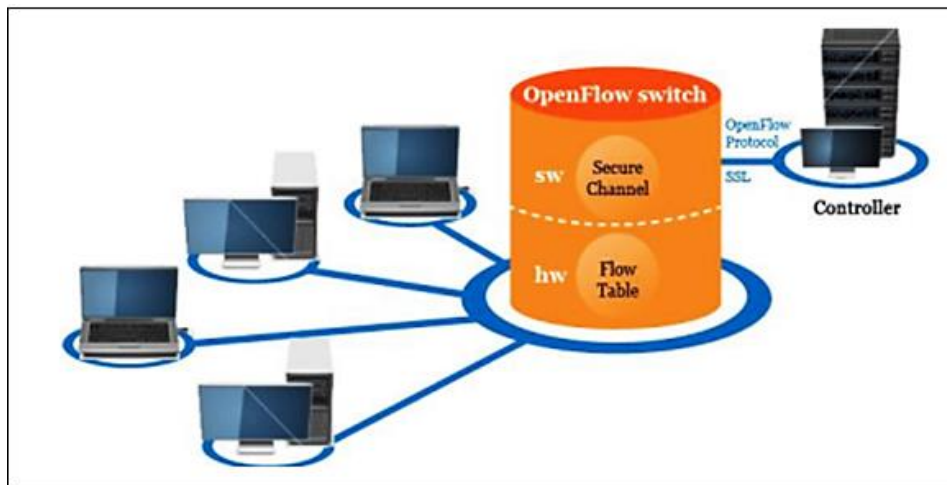 OpenFlow switch
OpenFlow
Protocol
sw
Secure
Channel
SSL
Controller
hw
Flow
Table